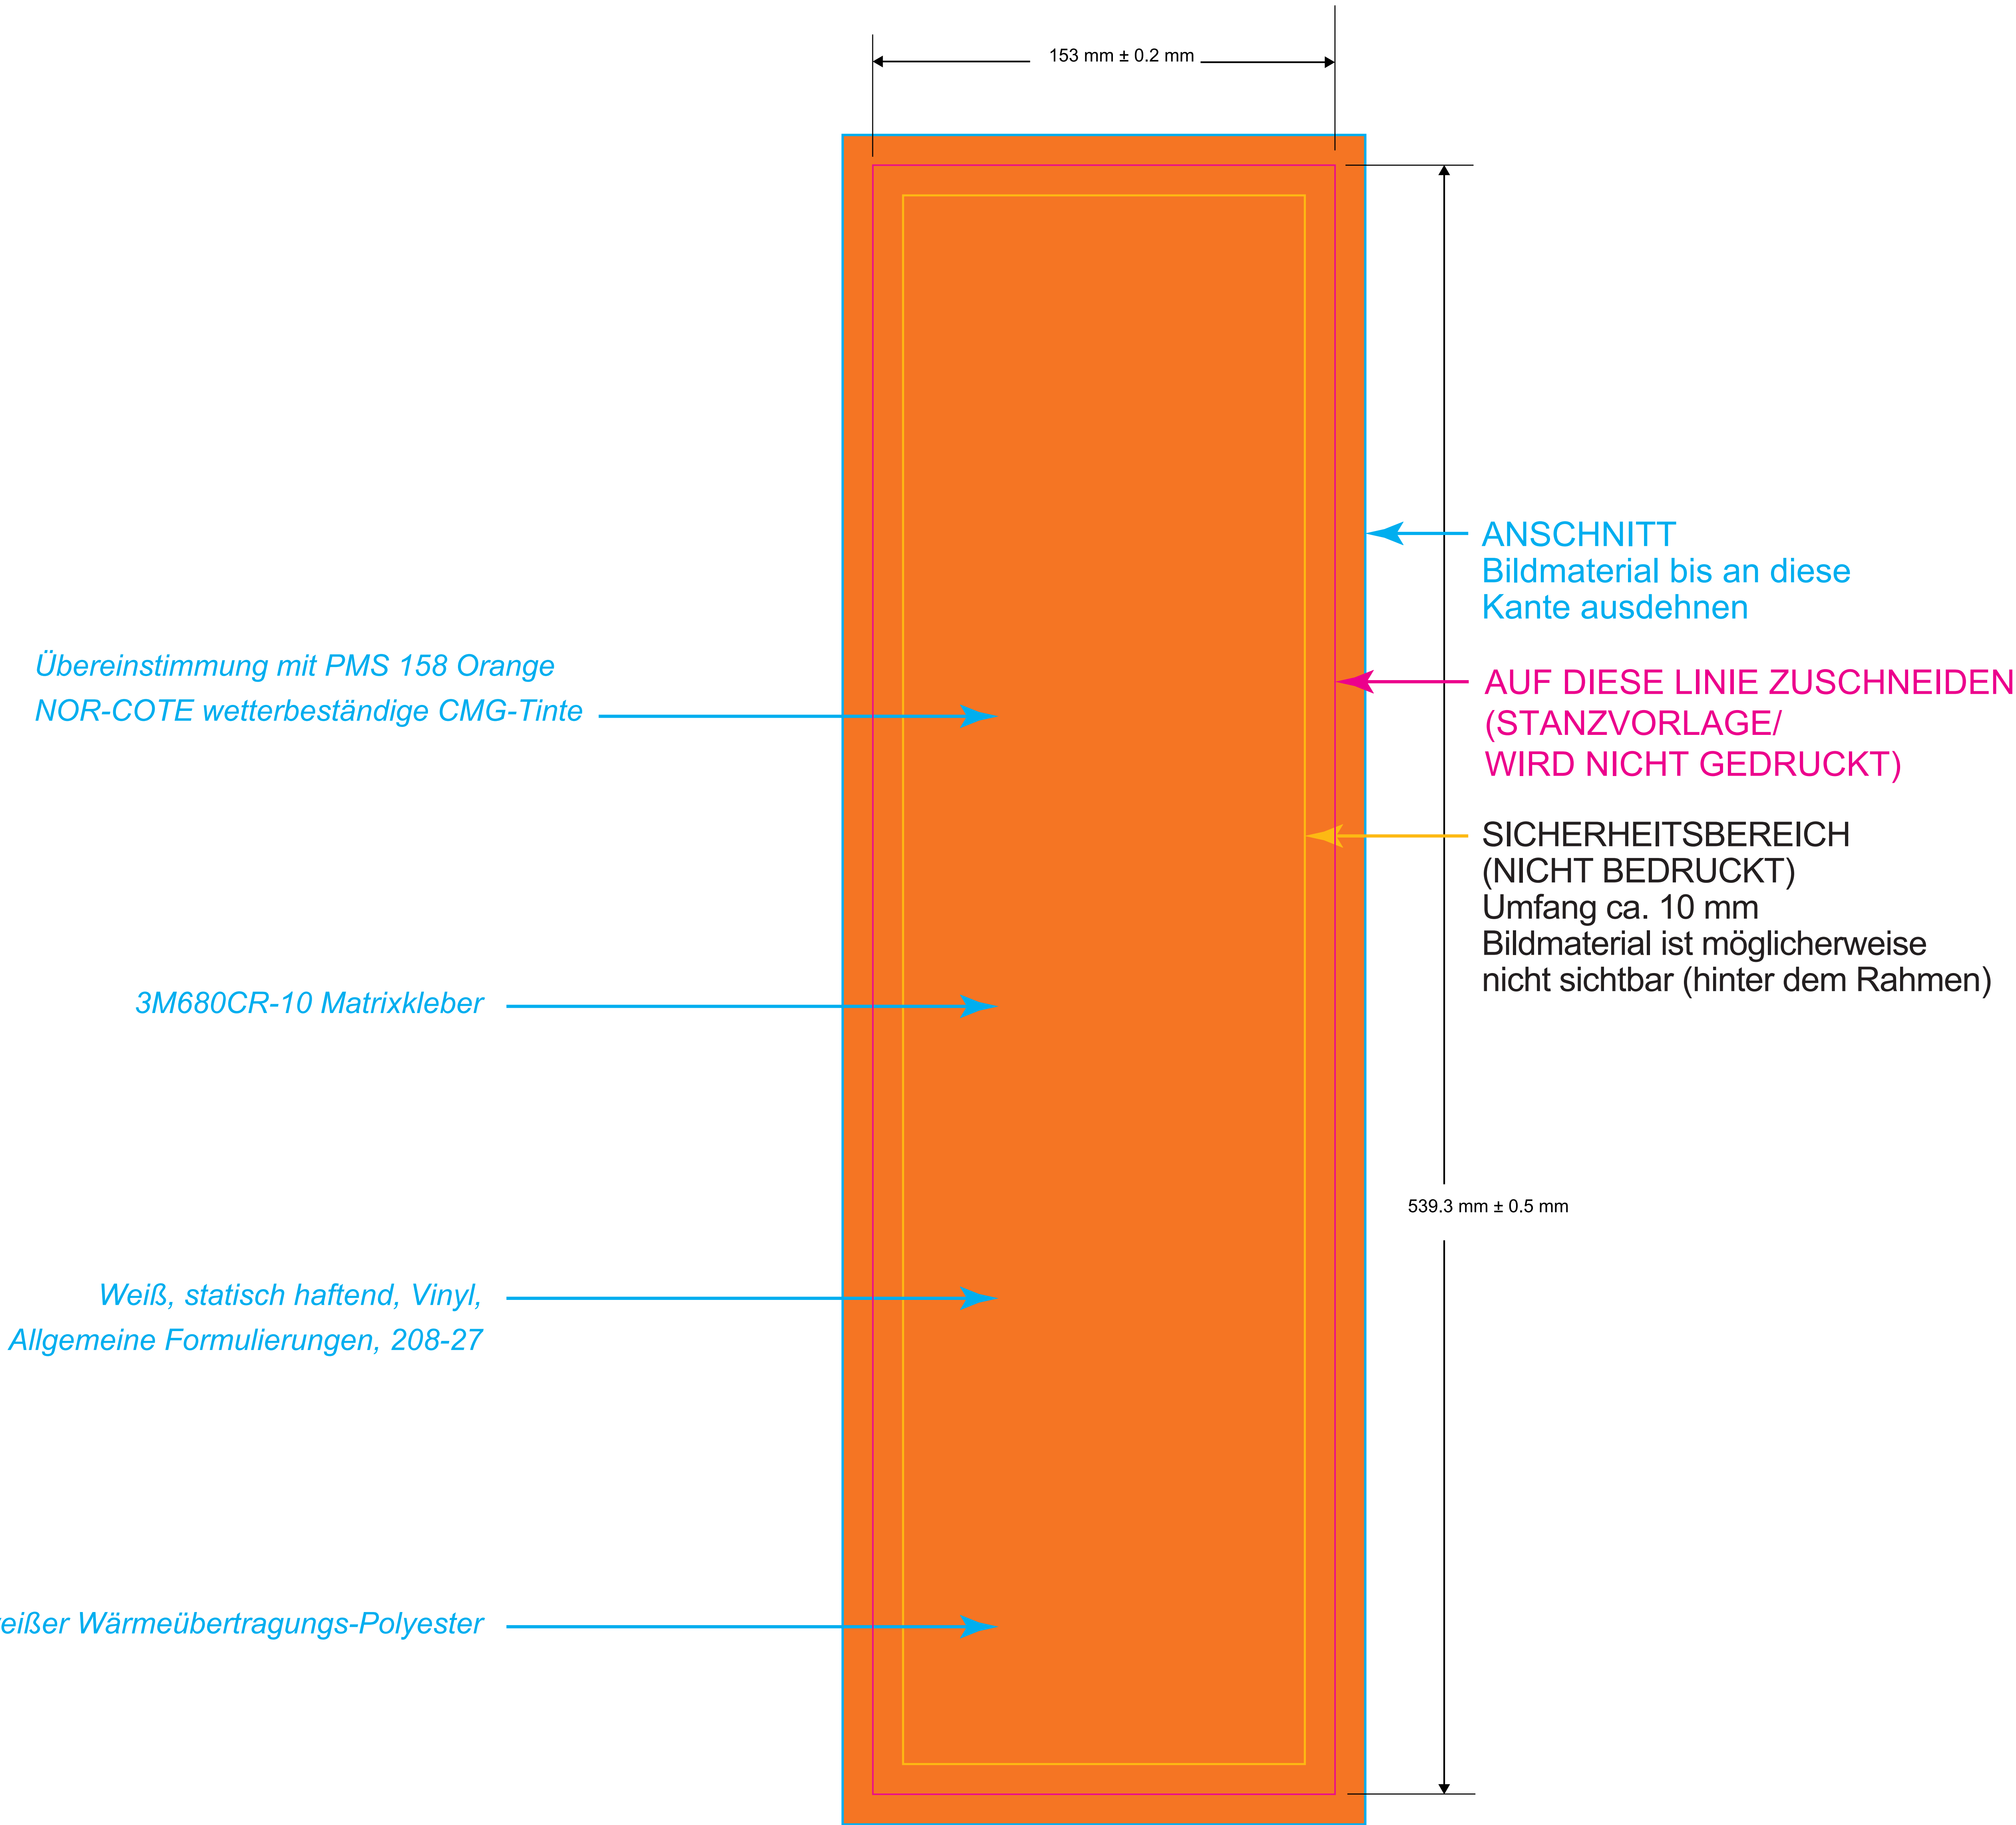 153 mm ± 0.2 mm
ANSCHNITT
Bildmaterial bis an diese
Kante ausdehnen
Übereinstimmung mit PMS 158 Orange
NOR-COTE wetterbeständige CMG-Tinte
AUF DIESE LINIE ZUSCHNEIDEN
(STANZVORLAGE/
WIRD NICHT GEDRUCKT)
SICHERHEITSBEREICH
(NICHT BEDRUCKT)
Umfang ca. 10 mm
Bildmaterial ist möglicherweise
nicht sichtbar (hinter dem Rahmen)
3M680CR-10 Matrixkleber
539.3 mm ± 0.5 mm
Weiß, statisch haftend, Vinyl,
Allgemeine Formulierungen, 208-27
Wärmeübertragungs-Polyester